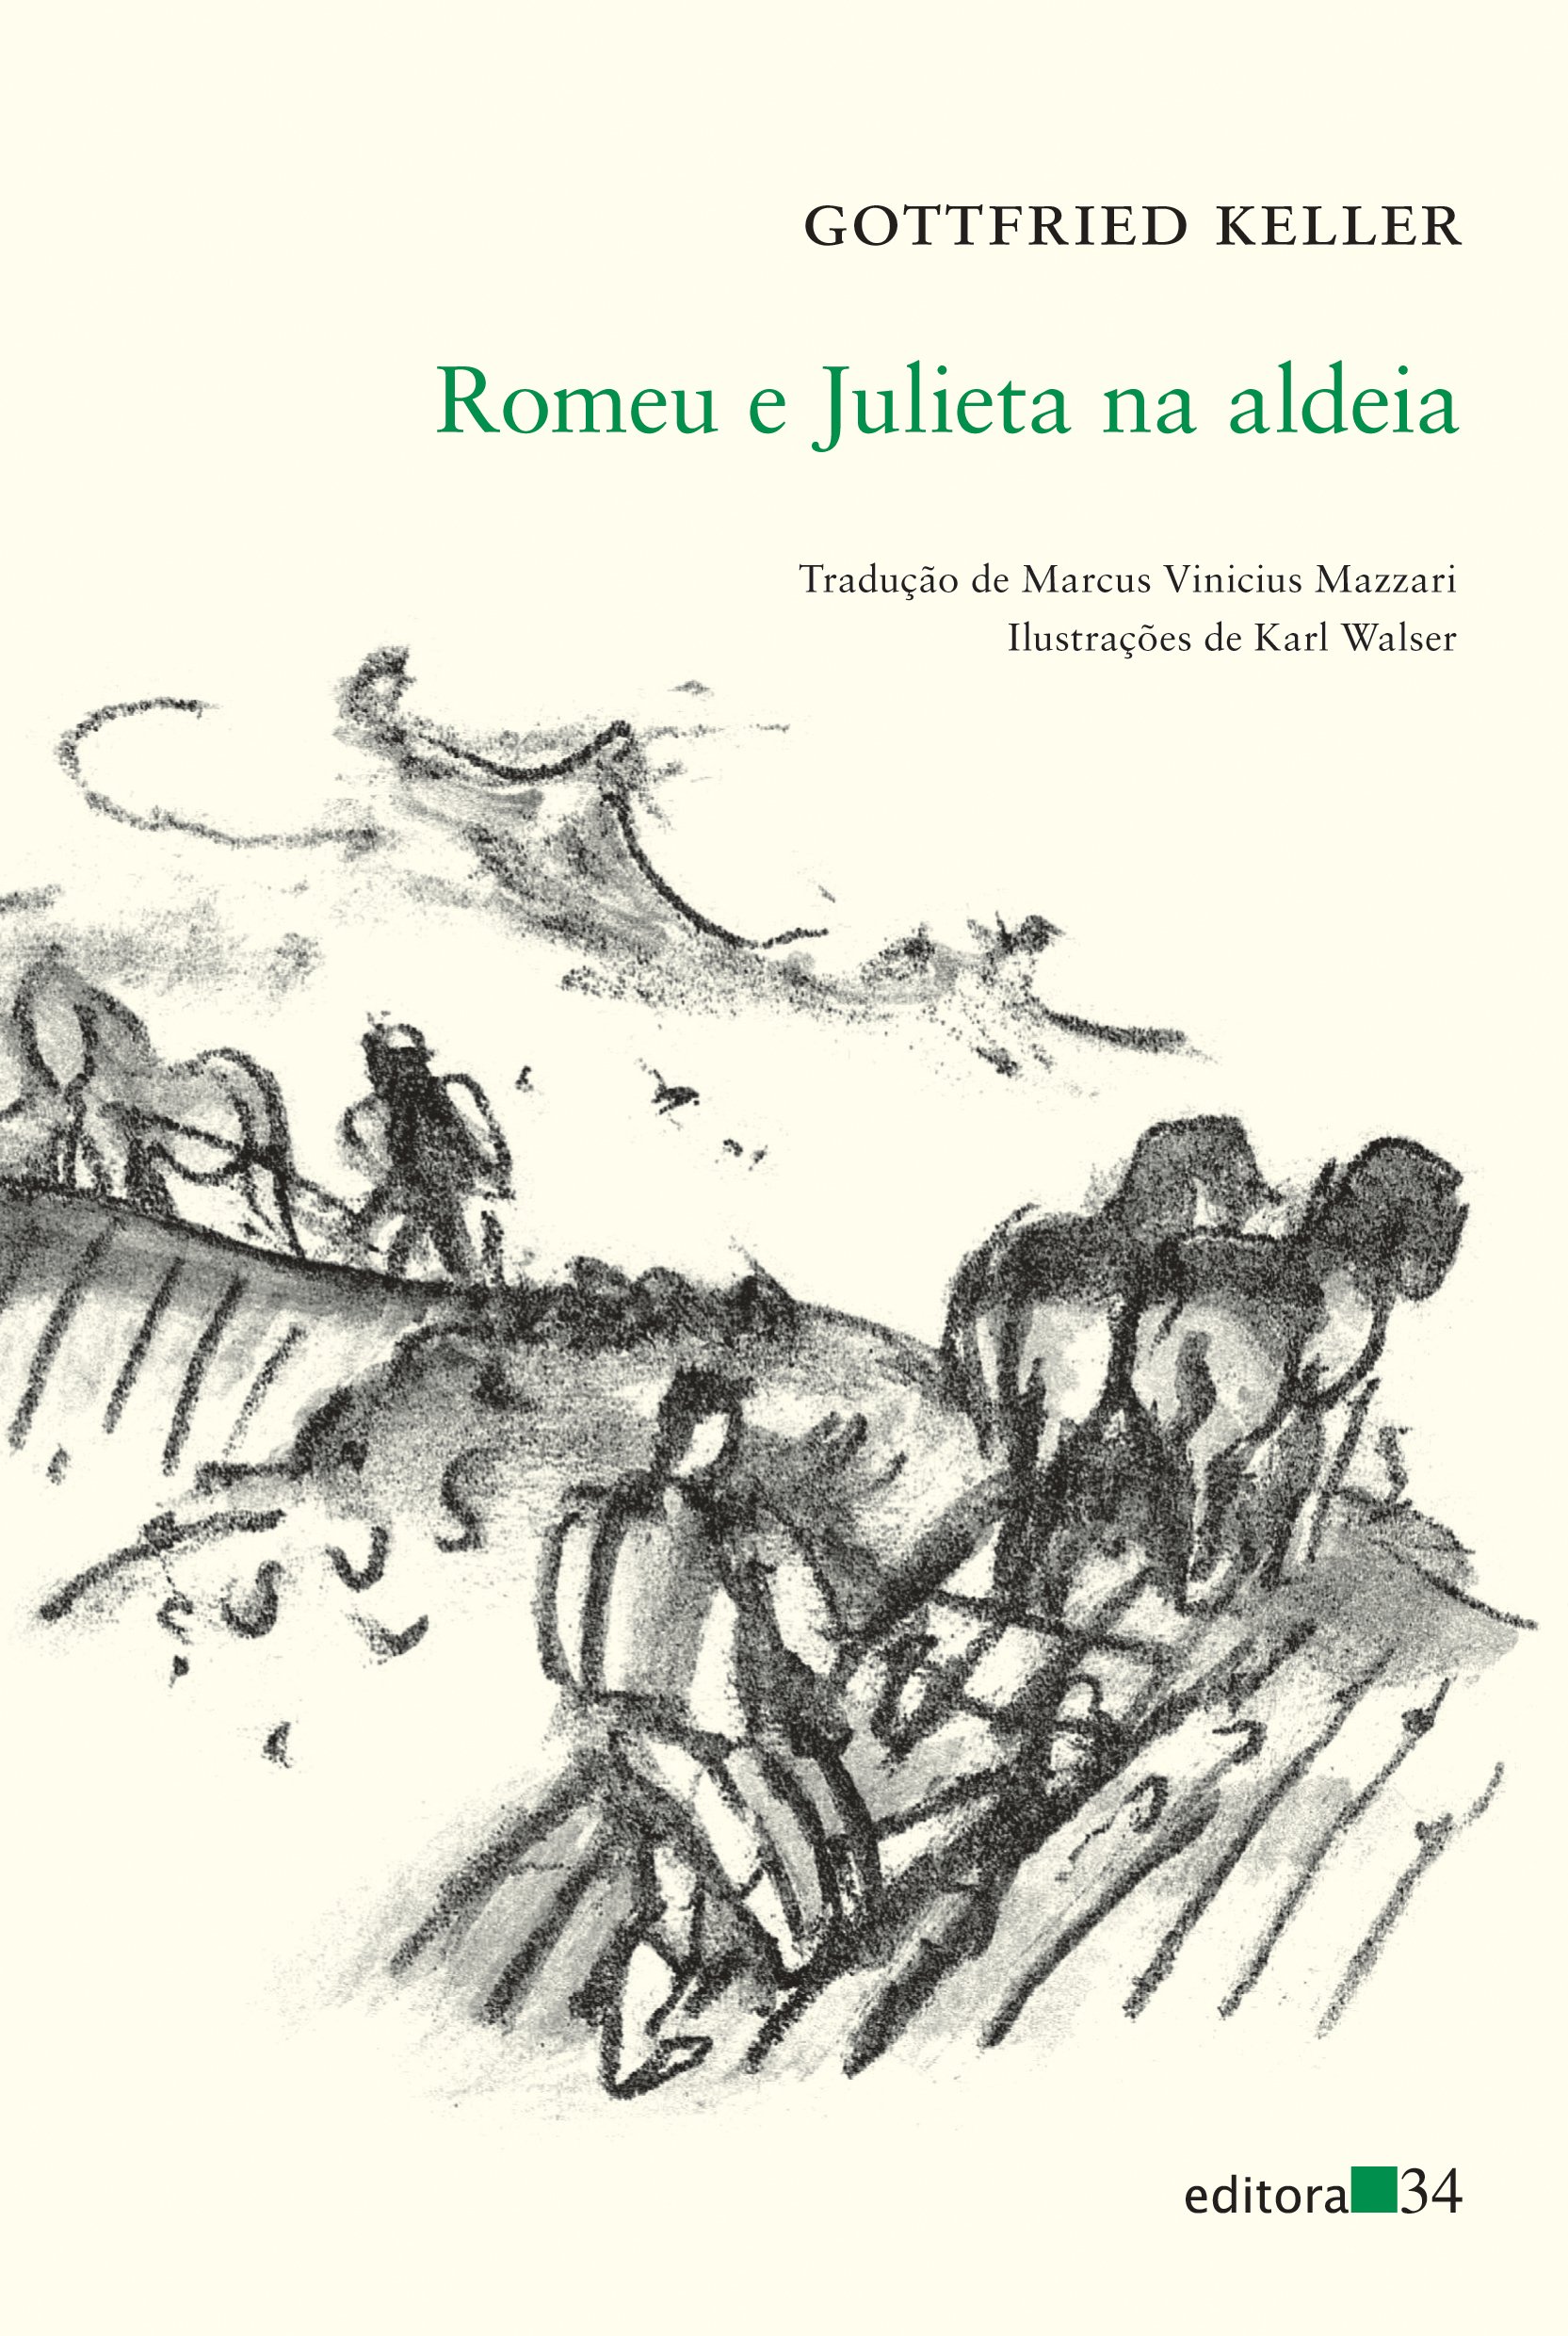 GOTTFRIED KELLER
Romeu e Julieta na aldeia
Tradução de Marcus Vinicius Mazzari
Ilustrações de Karl Walser
editora 34